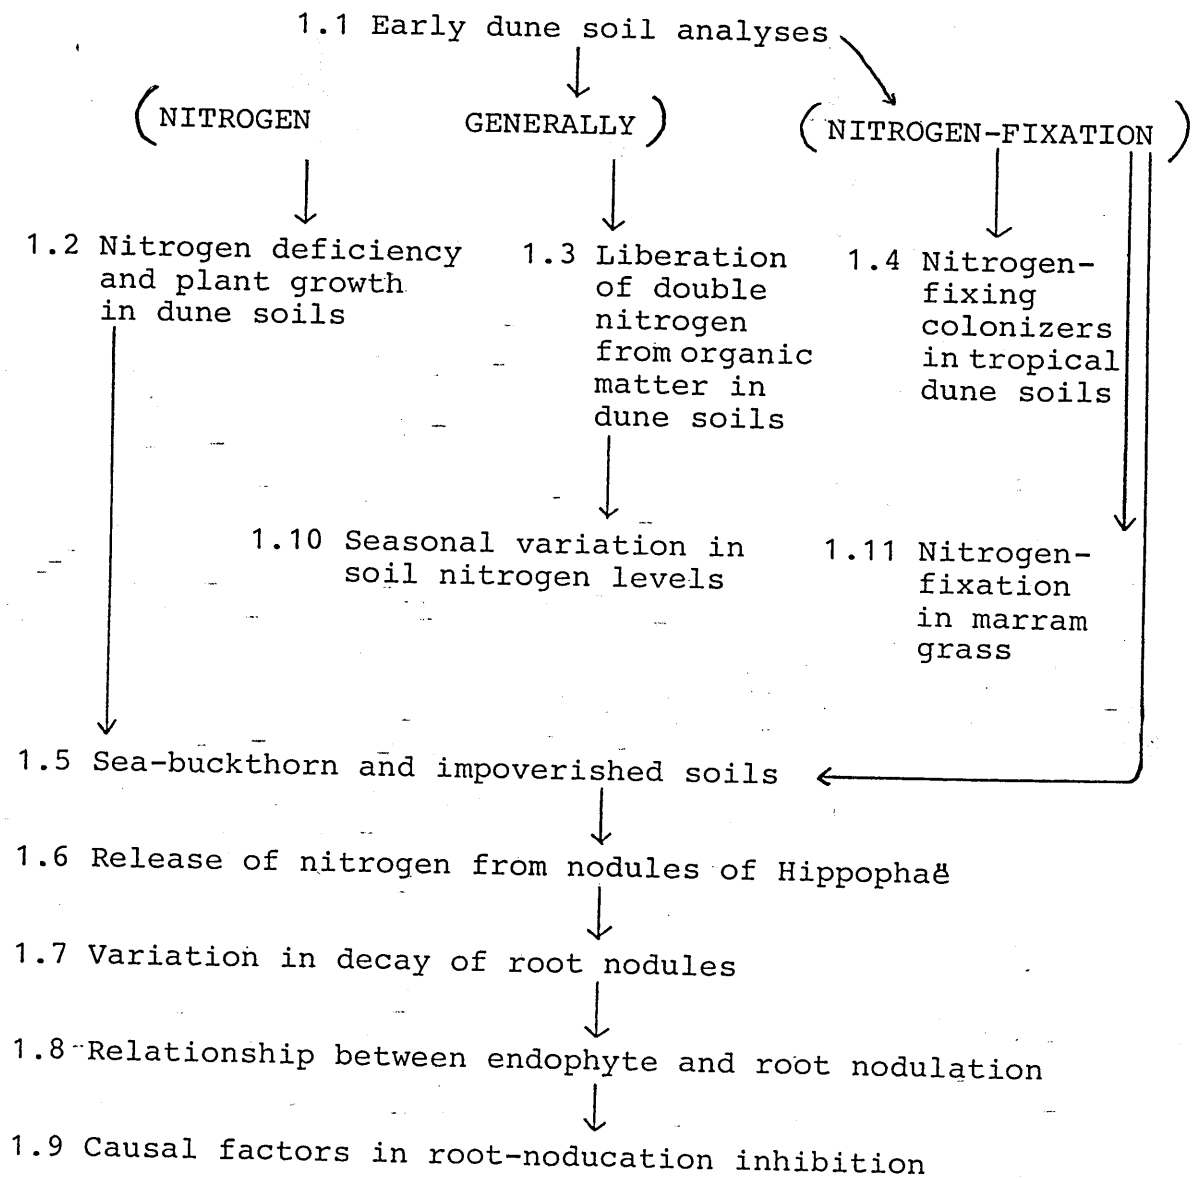 1.1 Early dune soil analyses
(NITROGEN GENERALLY)
(NITROGEN-FIXATION)
1.2 Nitrogen deficiency
and plant growth
in dune soils
1.3 Liberation
of double
nitrogen
from organic
matter in
dune soils
1.4 Nitrogen-
fixing
colonizers
in tropical
dune soils
1.10 Seasonal variation in
soil nitrogen levels
1.11 Nitrogen-
fixation
in marram
grass
1.5 Sea-buckthorn and impoverished soils
1.6 Release of nitrogen from nodules of Hippophaë
1.7 Variation in decay of root nodules
1.8 Relationship between endophyte and root nodulation
1.9 Causal factors in root-noducation inhibition